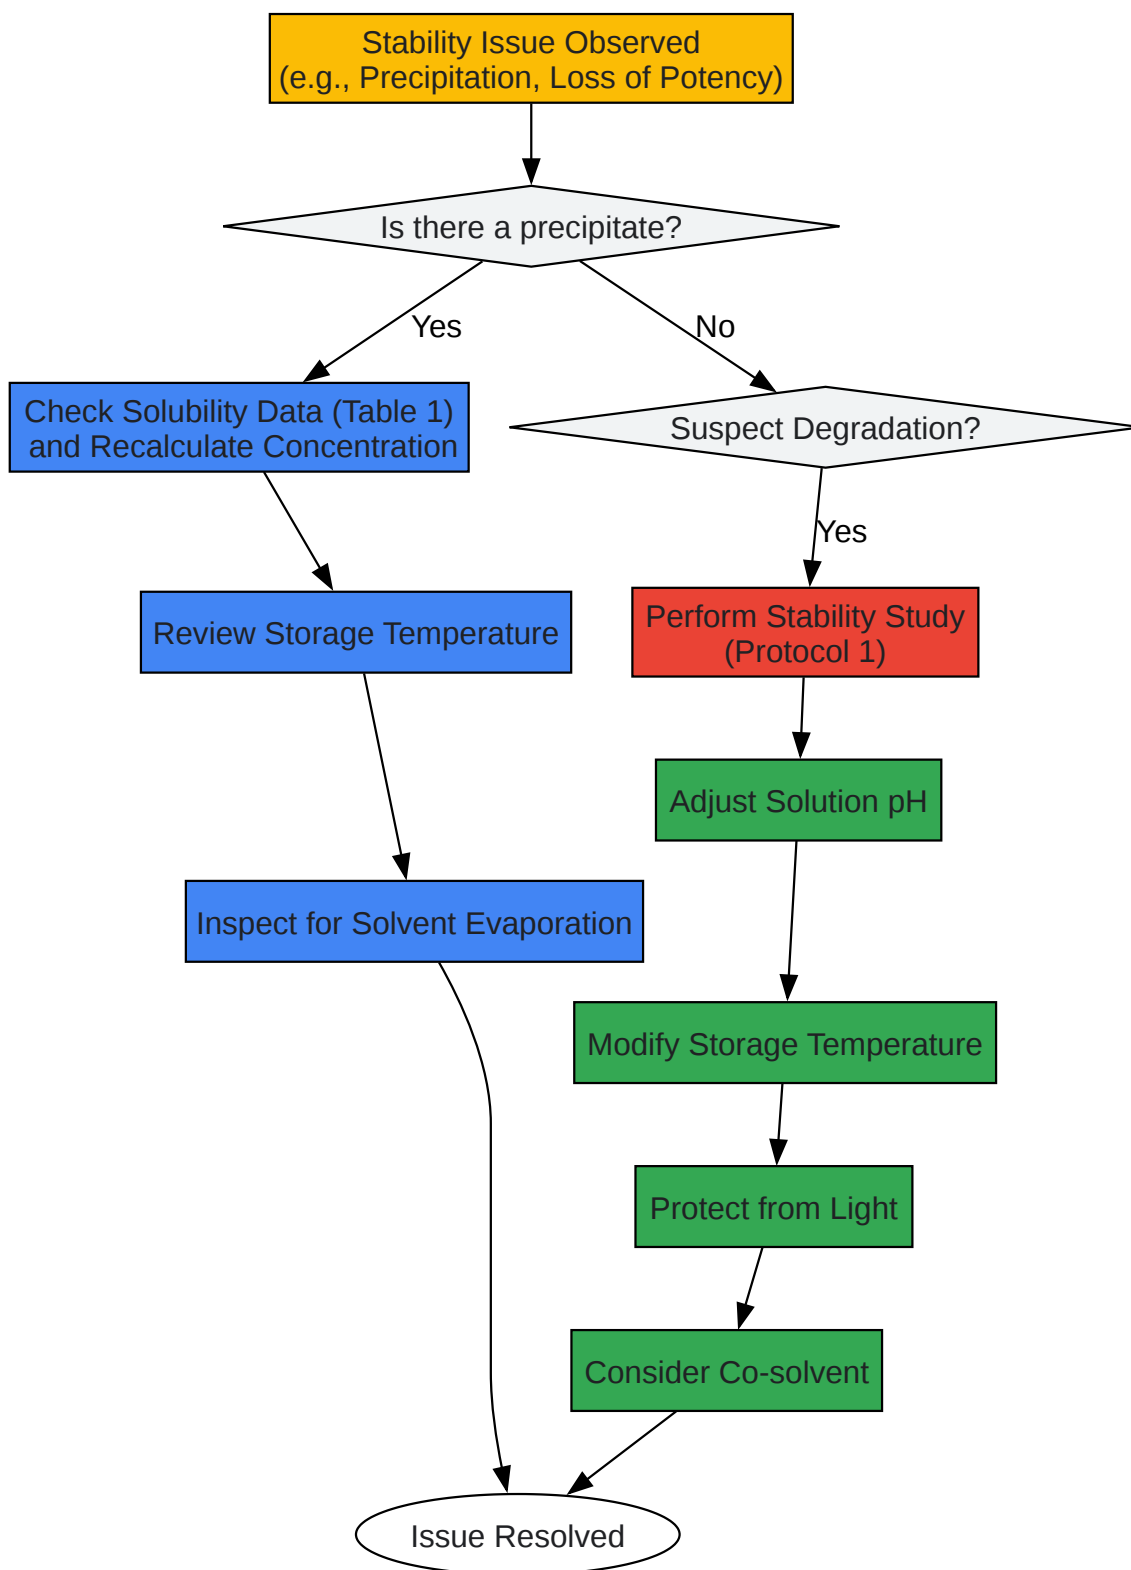 Stability Issue Observed
(e.g., Precipitation, Loss of Potency)
Is there a precipitate?
Yes
No
Check Solubility Data (Table 1)
and Recalculate Concentration
Suspect Degradation?
Yes
Review Storage Temperature
Perform Stability Study
(Protocol 1)
Adjust Solution pH
Inspect for Solvent Evaporation
Modify Storage Temperature
Protect from Light
Consider Co-solvent
Issue Resolved